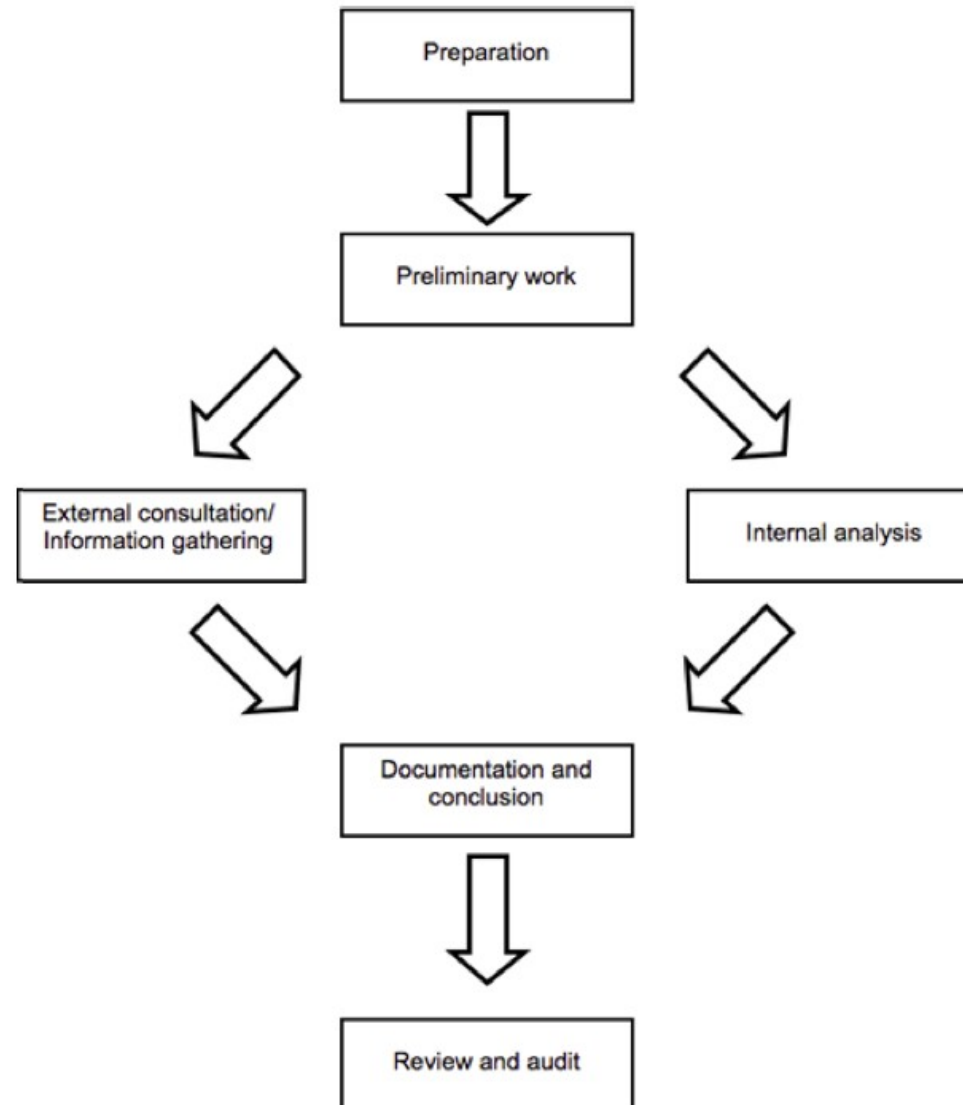 Preparation
Preliminary work
External consultation/
Information gathering
Internal analysis
Documentation and
conclusion
Review and audit